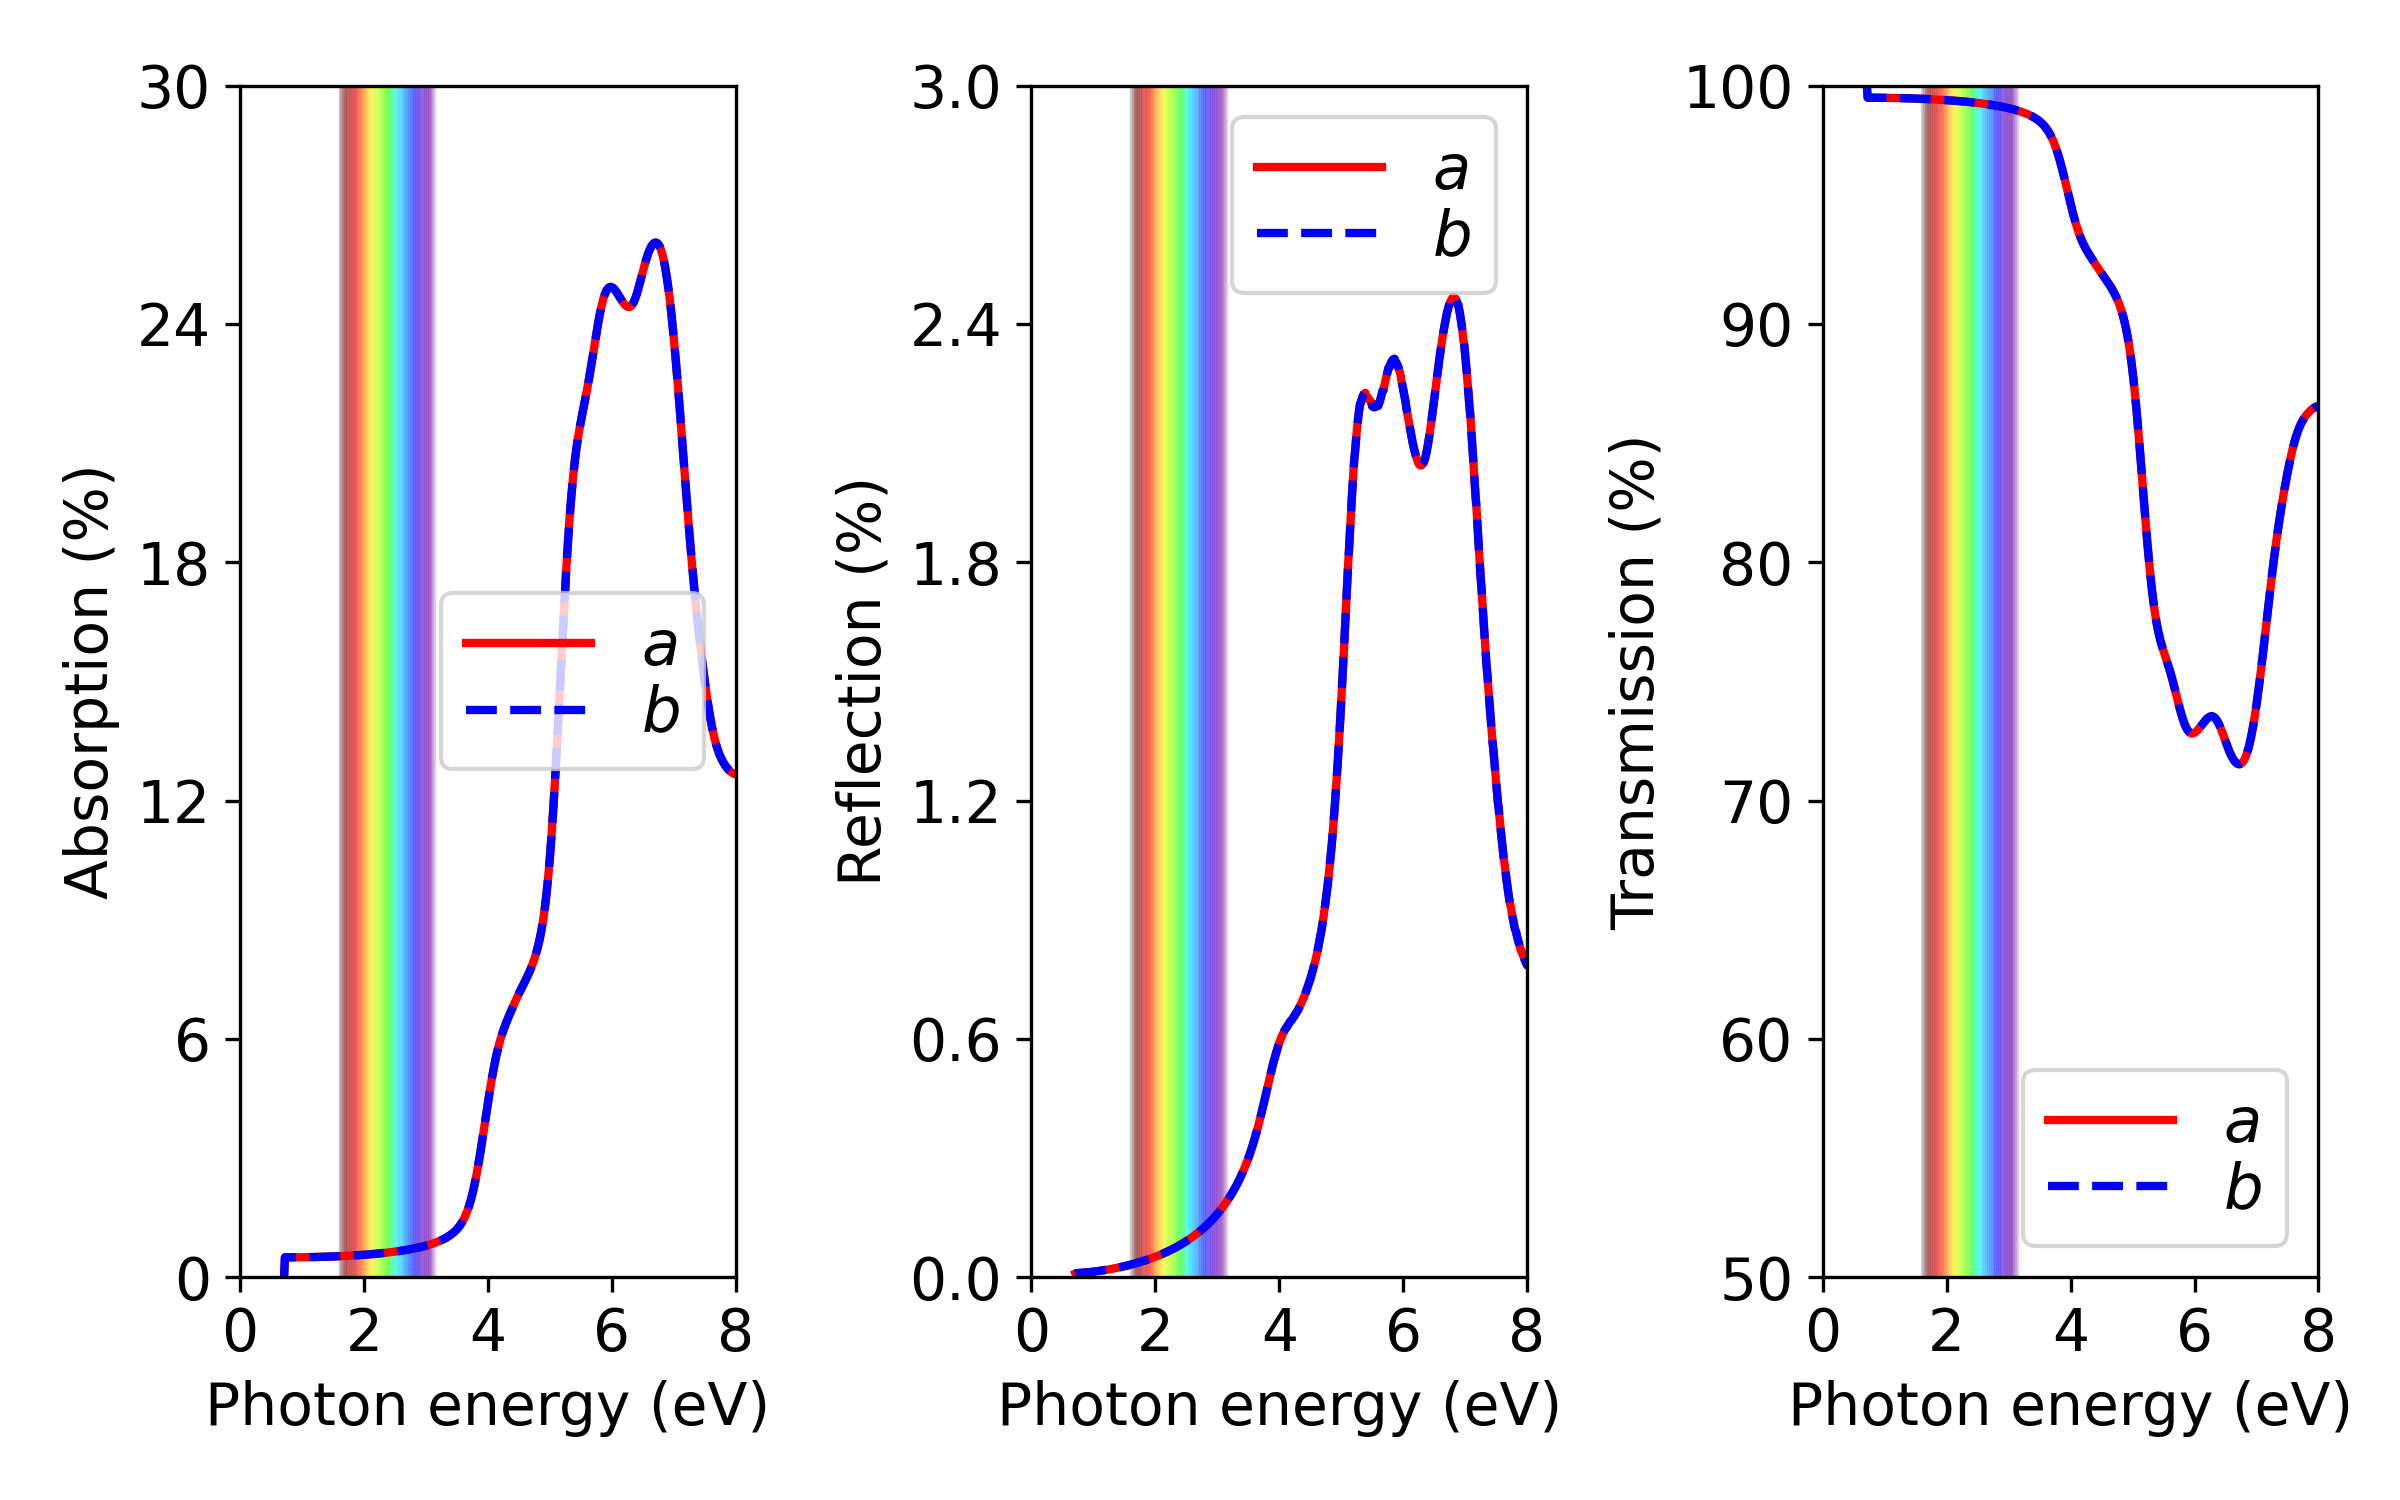 Absorption (%)
30
24
18
12
6
0
a
b
0 2 4 6 8
Photon energy (eV)
Reflection (%)
3.0
2.4
1.8
1.2
0.6
0.0
a
b
0 2 4 6 8
Photon energy (eV)
Transmission (%)
100
90
80
70
60
50
a
b
0 2 4 6 8
Photon energy (eV)